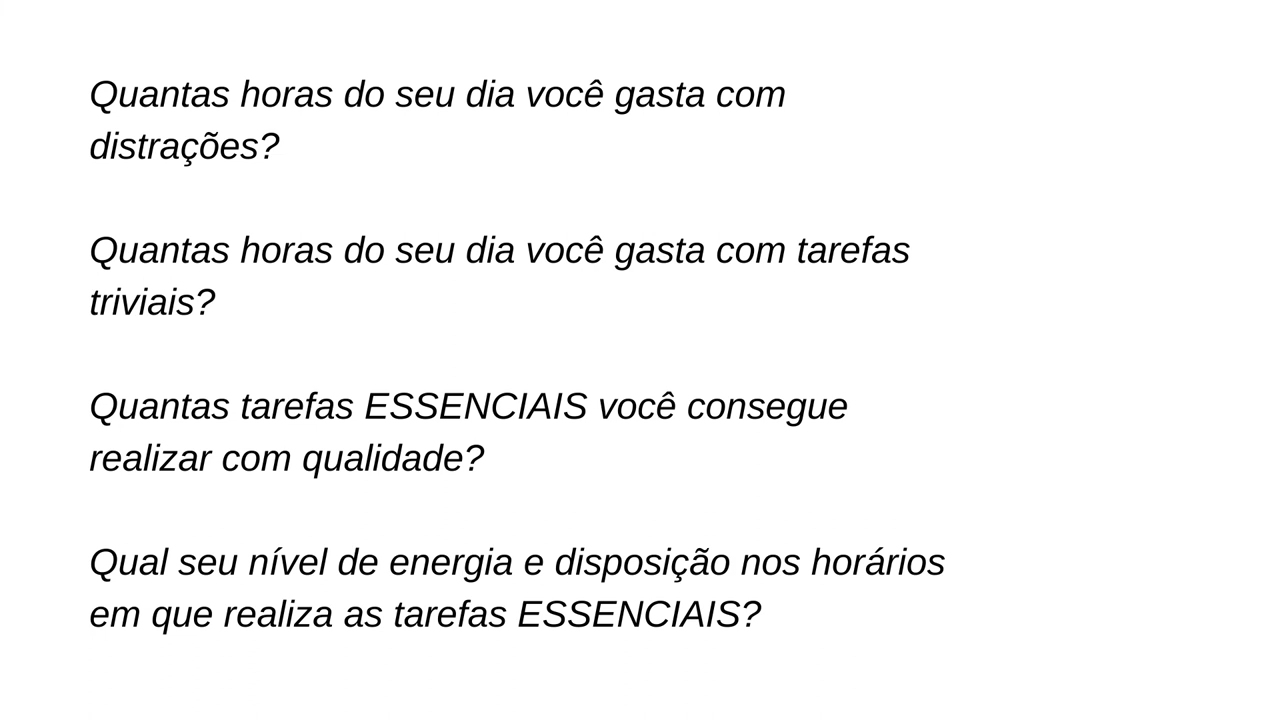 Quantas horas do seu dia você gasta com
distrações?
Quantas horas do seu dia você gasta com tarefas
triviais?
Quantas tarefas ESSENCIAIS você consegue
realizar com qualidade?
Qual seu nível de energia e disposição nos horários
em que realiza as tarefas ESSENCIAIS?